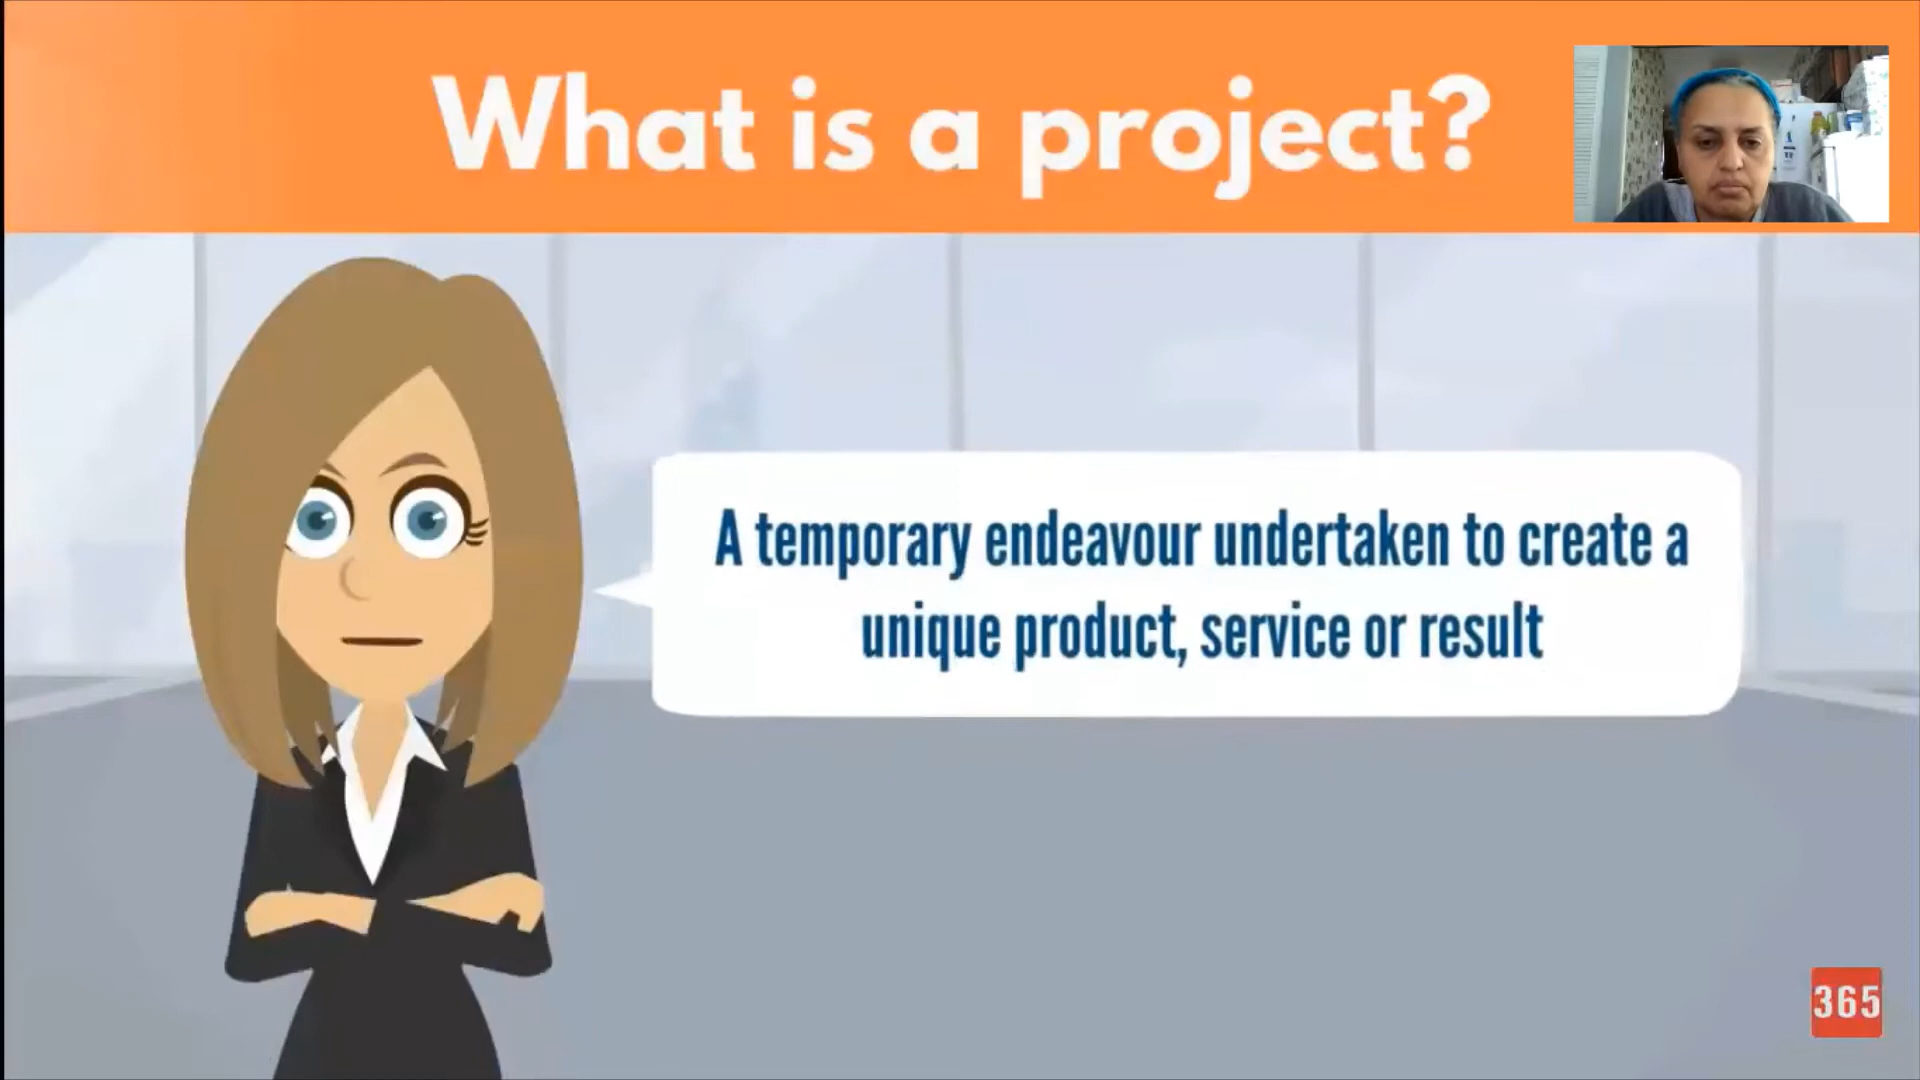 What is a project?
A temporary endeavour undertaken to create a
unique product, service or result
365